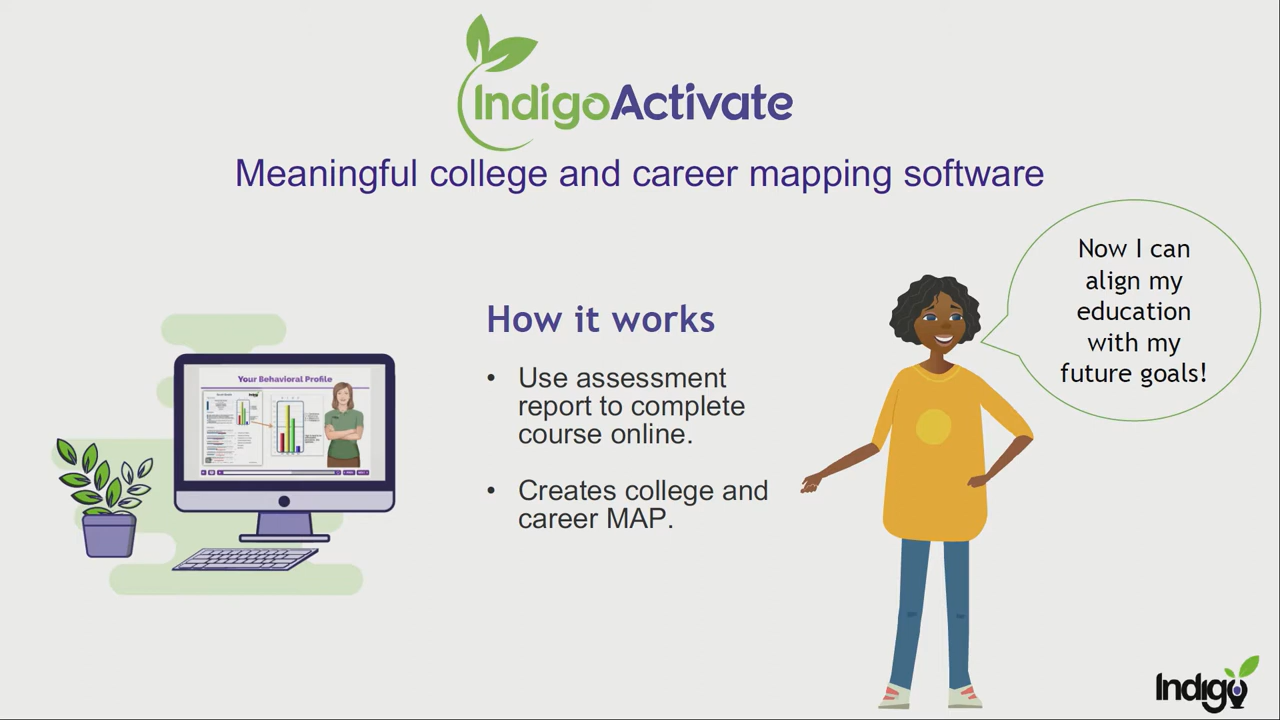 IndigoActivate
Meaningful college and career mapping software
Now I can
align my
education
with my
future goals!
How it works
• Use assessment
report to complete
course online.
• Creates college and
career MAP.
Your Behavioral Profile
Indigo